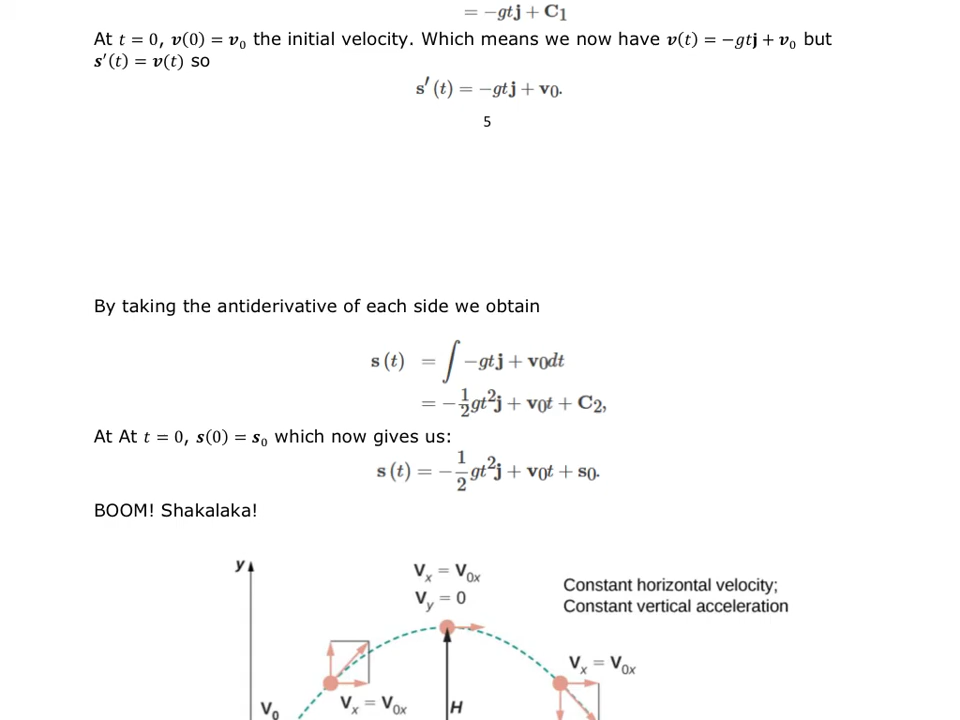 = −gtj + C₁
At t = 0, v(0) = v₀ the initial velocity. Which means we now have v(t) = −gtj + v₀ but
s′(t) = v(t) so
s′ (t) = −gtj + v₀.
5
By taking the antiderivative of each side we obtain
s (t) = ∫ −gtj + v₀dt
= −½gt²j + v₀t + C₂,
At At t = 0, s(0) = s₀ which now gives us:
s (t) = −½gt²j + v₀t + s₀.
BOOM! Shakalaka!
y
Vx = V0x
Vy = 0
Constant horizontal velocity;
Constant vertical acceleration
Vx = V0x
Vx = V0x
V0
H